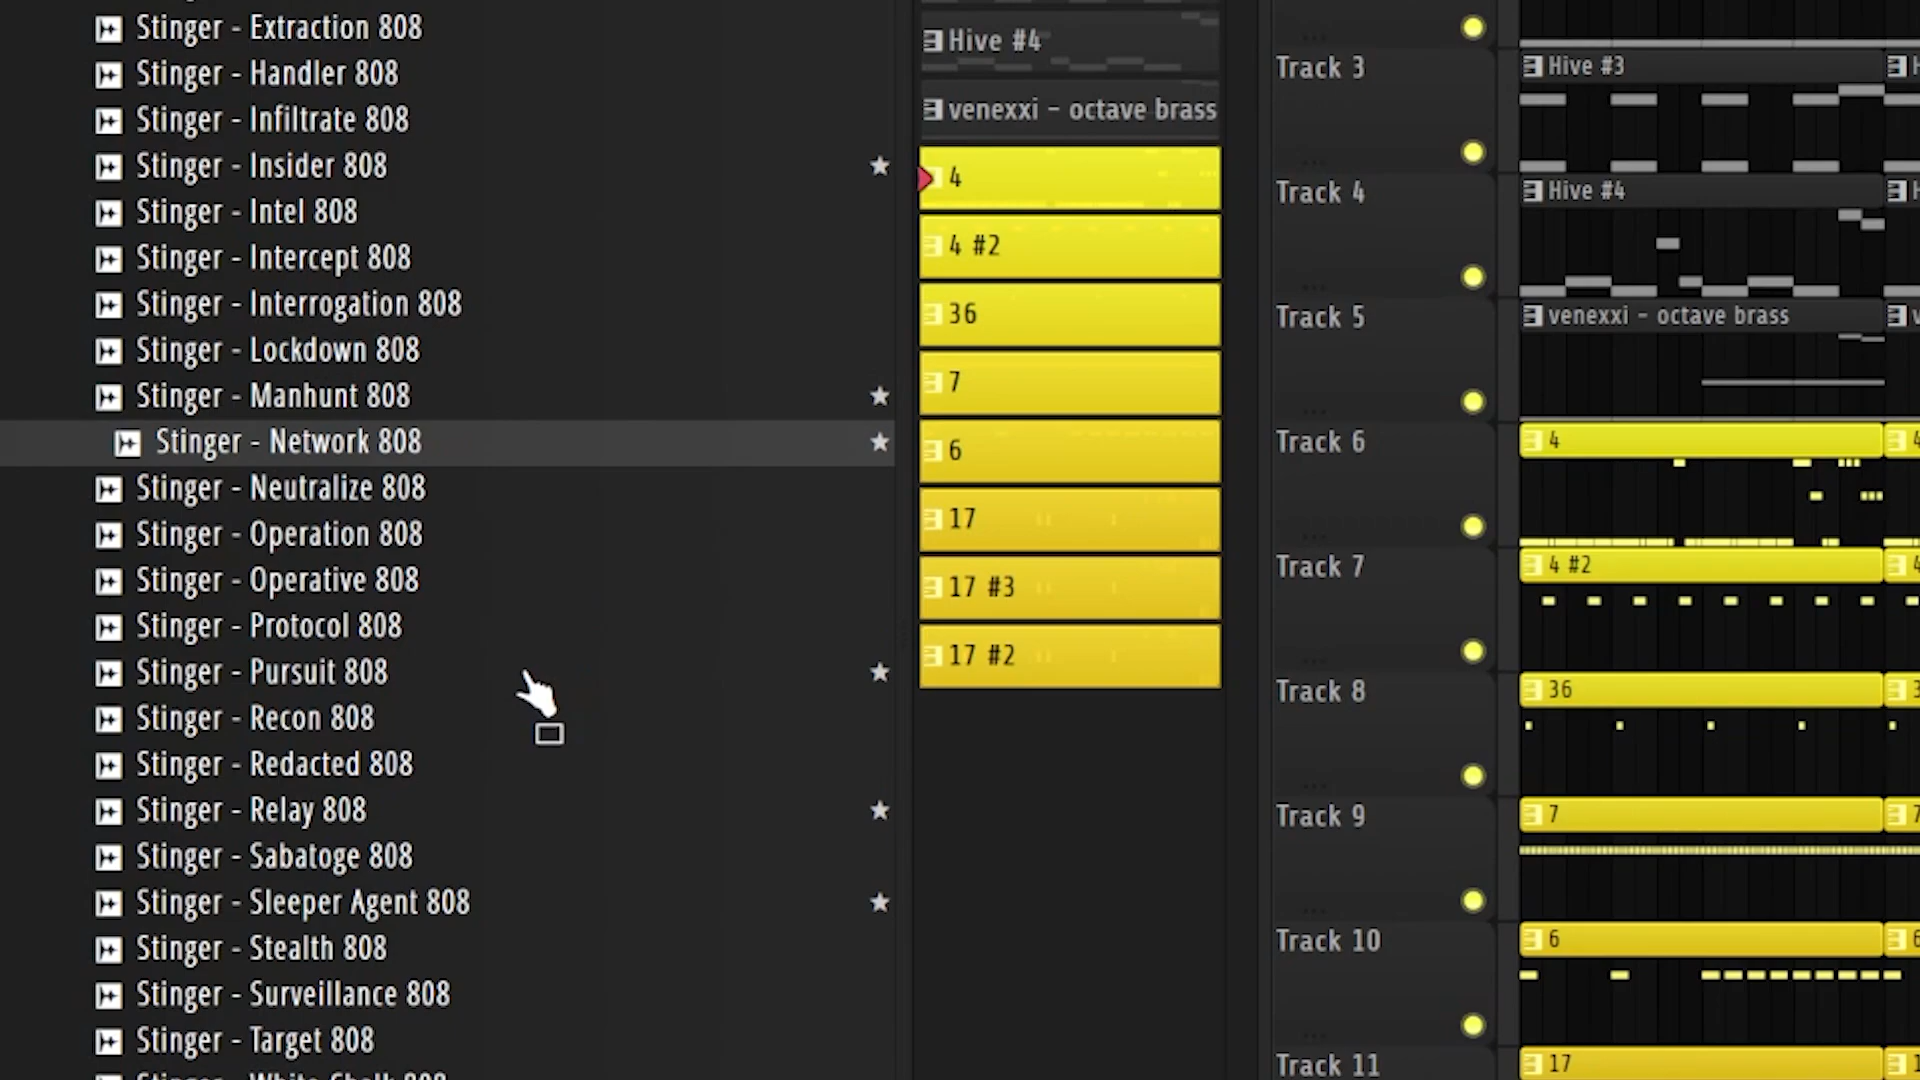 Stinger - Extraction 808
Stinger - Handler 808
Stinger - Infiltrate 808
Stinger - Insider 808
Stinger - Intel 808
Stinger - Intercept 808
Stinger - Interrogation 808
Stinger - Lockdown 808
Stinger - Manhunt 808
Stinger - Network 808
Stinger - Neutralize 808
Stinger - Operation 808
Stinger - Operative 808
Stinger - Protocol 808
Stinger - Pursuit 808
Stinger - Recon 808
Stinger - Redacted 808
Stinger - Relay 808
Stinger - Sabatoge 808
Stinger - Sleeper Agent 808
Stinger - Stealth 808
Stinger - Surveillance 808
Stinger - Target 808
Hive #4
venexxi - octave brass
4
4 #2
36
7
6
17
17 #3
17 #2
Track 3
Track 4
Track 5
Track 6
Track 7
Track 8
Track 9
Track 10
Track 11
Hive #3
Hive #4
venexxi - octave brass
4
4 #2
36
7
6
17